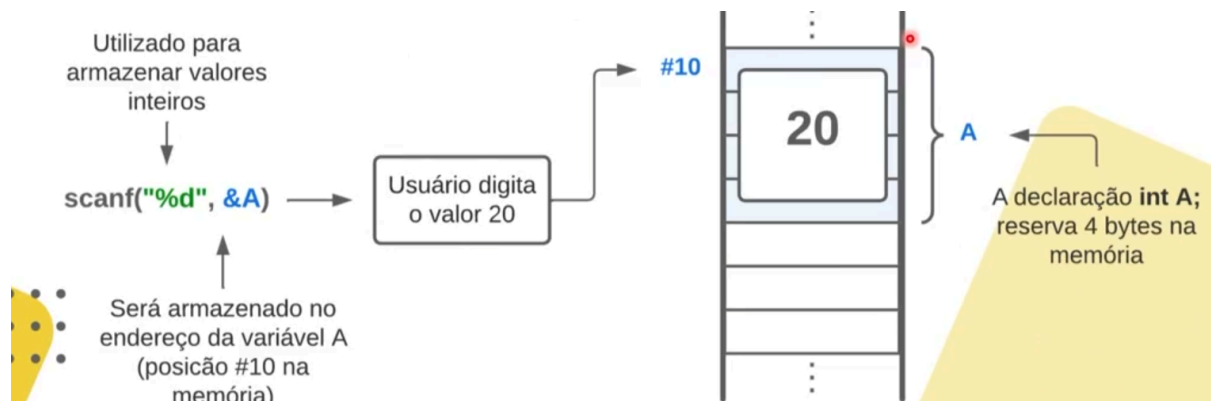 Utilizado para
armazenar valores
inteiros
scanf("%d", &A)
Será armazenado no
endereço da variável A
(posicão #10 na
memória)
Usuário digita
o valor 20
#10
20
A
A declaração int A;
reserva 4 bytes na
memória